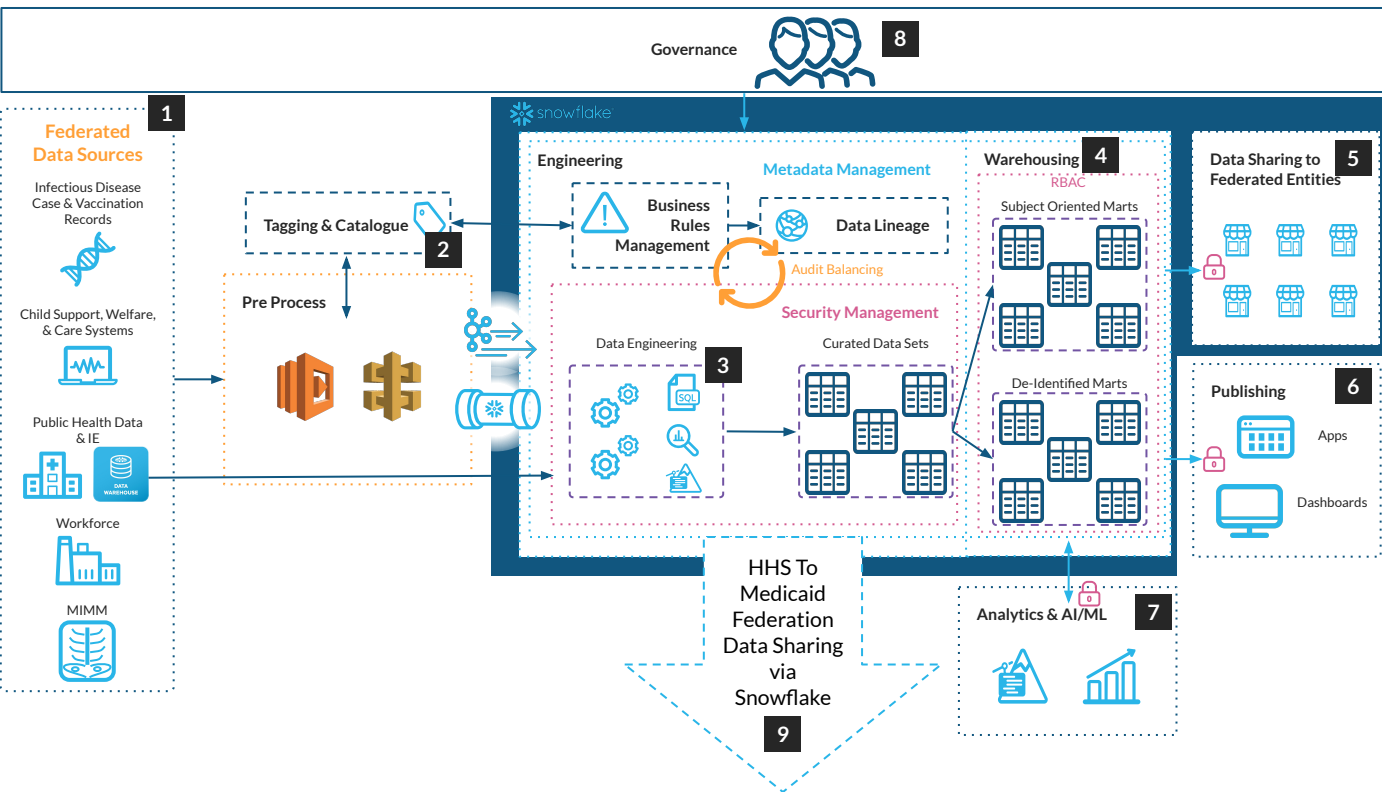 Governance
8
1
Federated
Data Sources
Infectious Disease
Case & Vaccination
Records
Child Support, Welfare,
& Care Systems
Public Health Data
& IE
DATA
WAREHOUSE
Workforce
MIMM
Tagging & Catalogue
2
Pre Process
snowflake
Engineering
Metadata Management
Business
Rules
Management
Data Lineage
Audit Balancing
Security Management
Data Engineering
3
SQL
Curated Data Sets
Warehousing
4
RBAC
Subject Oriented Marts
De-Identified Marts
Data Sharing to
Federated Entities
5
Publishing
6
Apps
Dashboards
Analytics & AI/ML
7
HHS To
Medicaid
Federation
Data Sharing
via
Snowflake
9